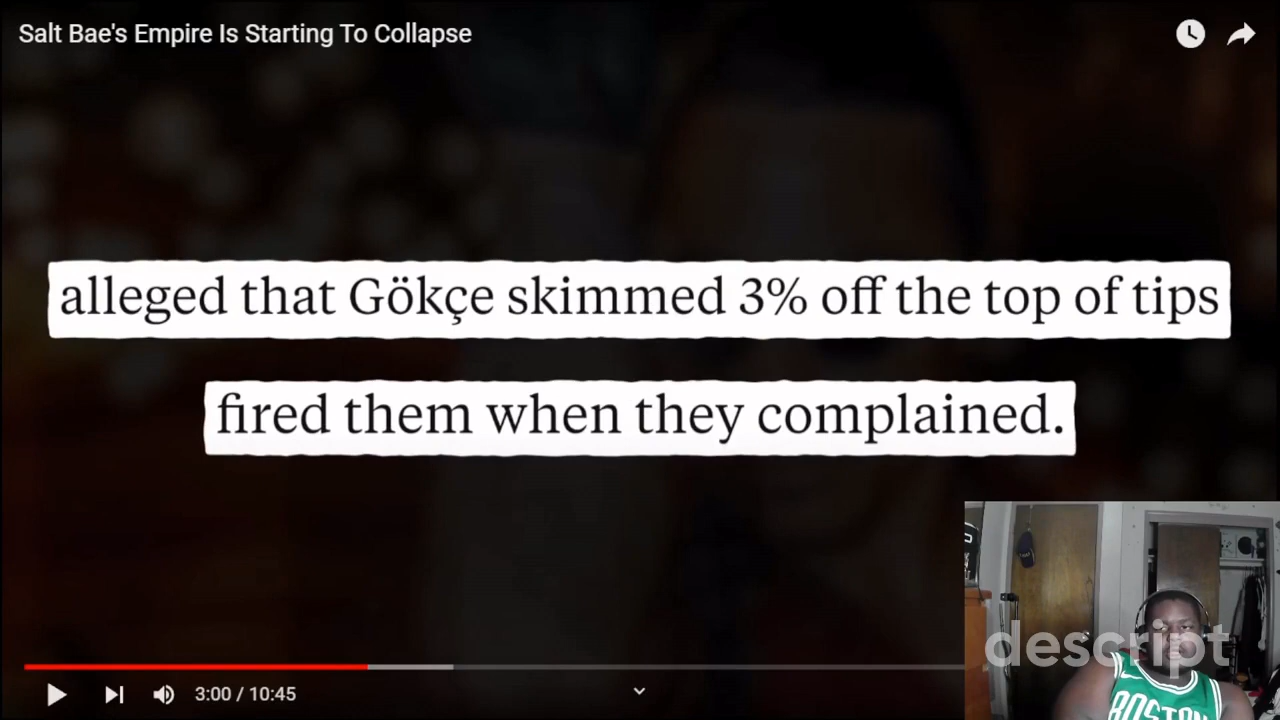 Salt Bae's Empire Is Starting To Collapse
alleged that Gökçe skimmed 3% off the top of tips
fired them when they complained.
3:00 / 10:45
descript
BOSTON